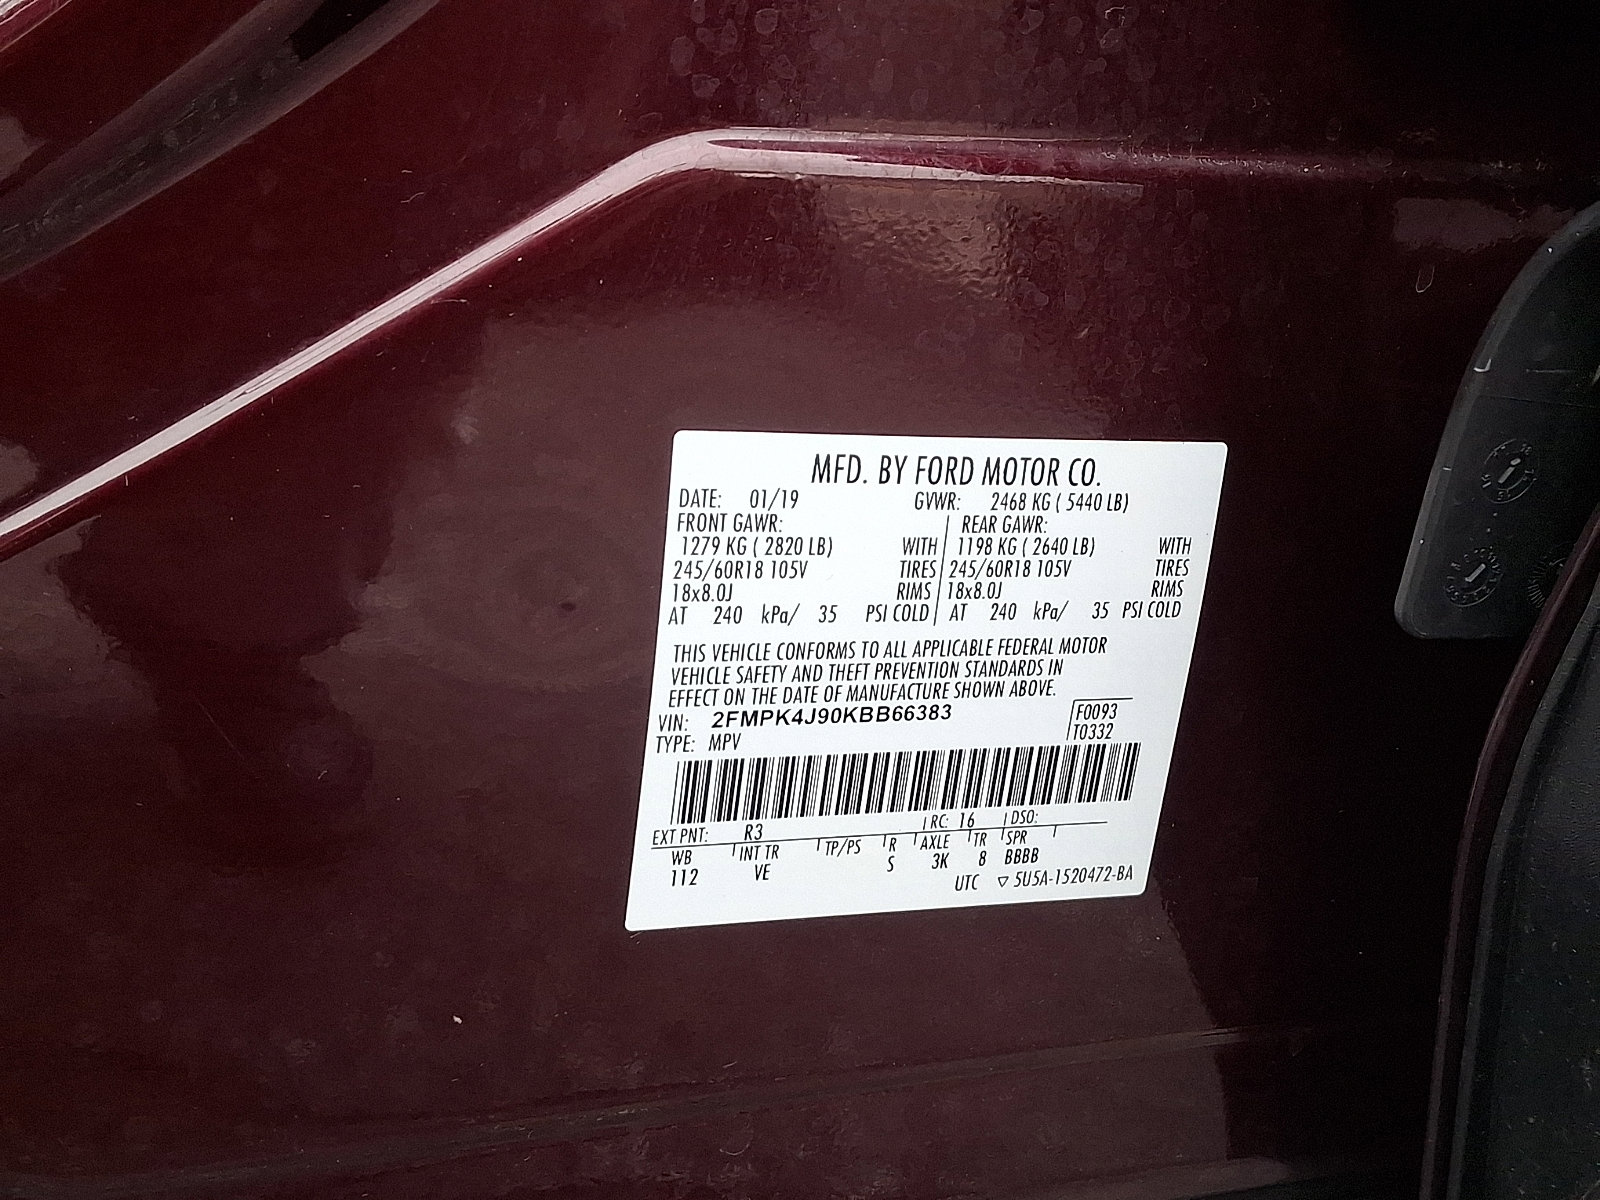 MFD. BY FORD MOTOR CO.
DATE: 01/19 GVWR: 2468 KG ( 5440 LB)
FRONT GAWR: REAR GAWR:
1279 KG ( 2820 LB) WITH 1198 KG ( 2640 LB) WITH
245/60R18 105V TIRES 245/60R18 105V TIRES
18x8.0J RIMS 18x8.0J RIMS
AT 240 kPa/ 35 PSI COLD AT 240 kPa/ 35 PSI COLD
THIS VEHICLE CONFORMS TO ALL APPLICABLE FEDERAL MOTOR
VEHICLE SAFETY AND THEFT PREVENTION STANDARDS IN
EFFECT ON THE DATE OF MANUFACTURE SHOWN ABOVE.
VIN: 2FMPK4J90KBB66383 F0093
TYPE: MPV T0332
EXT PNT: R3 RC: 16 DSO:
WB INT TR TP/PS R AXLE TR SPR
112 VE S 3K 8 BBBB
UTC ▽ 5U5A-1520472-BA